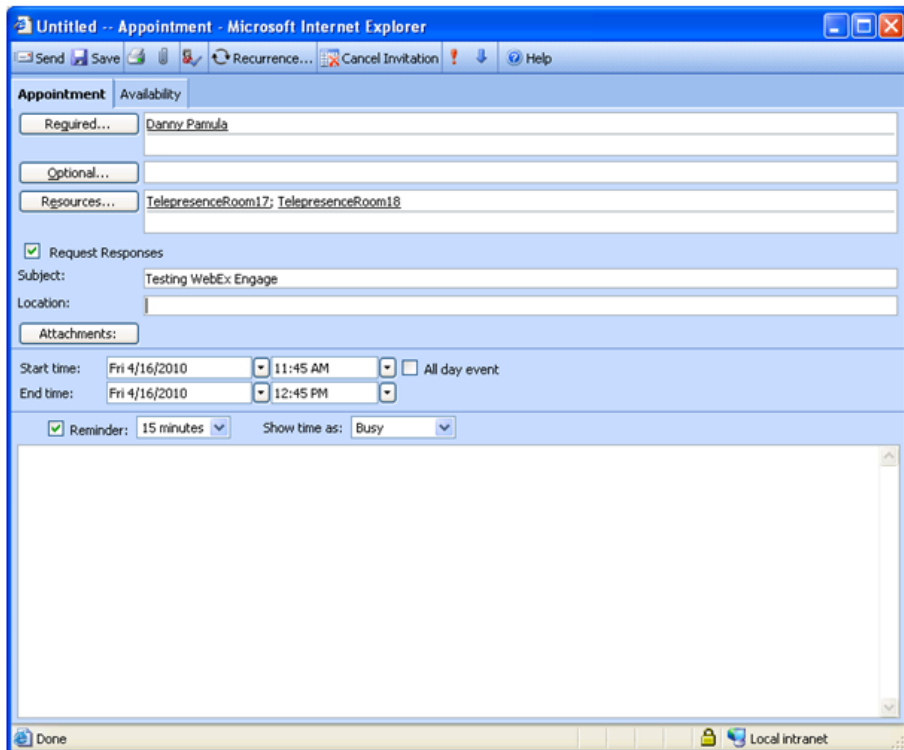 Untitled -- Appointment - Microsoft Internet Explorer
Send Save Recurrence... Cancel Invitation Help
Appointment Availability
Required... Danny Pamula
Optional...
Resources... TelepresenceRoom17; TelepresenceRoom18
Request Responses
Subject: Testing WebEx Engage
Location:
Attachments:
Start time: Fri 4/16/2010 11:45 AM All day event
End time: Fri 4/16/2010 12:45 PM
Reminder: 15 minutes Show time as: Busy
Done Local intranet